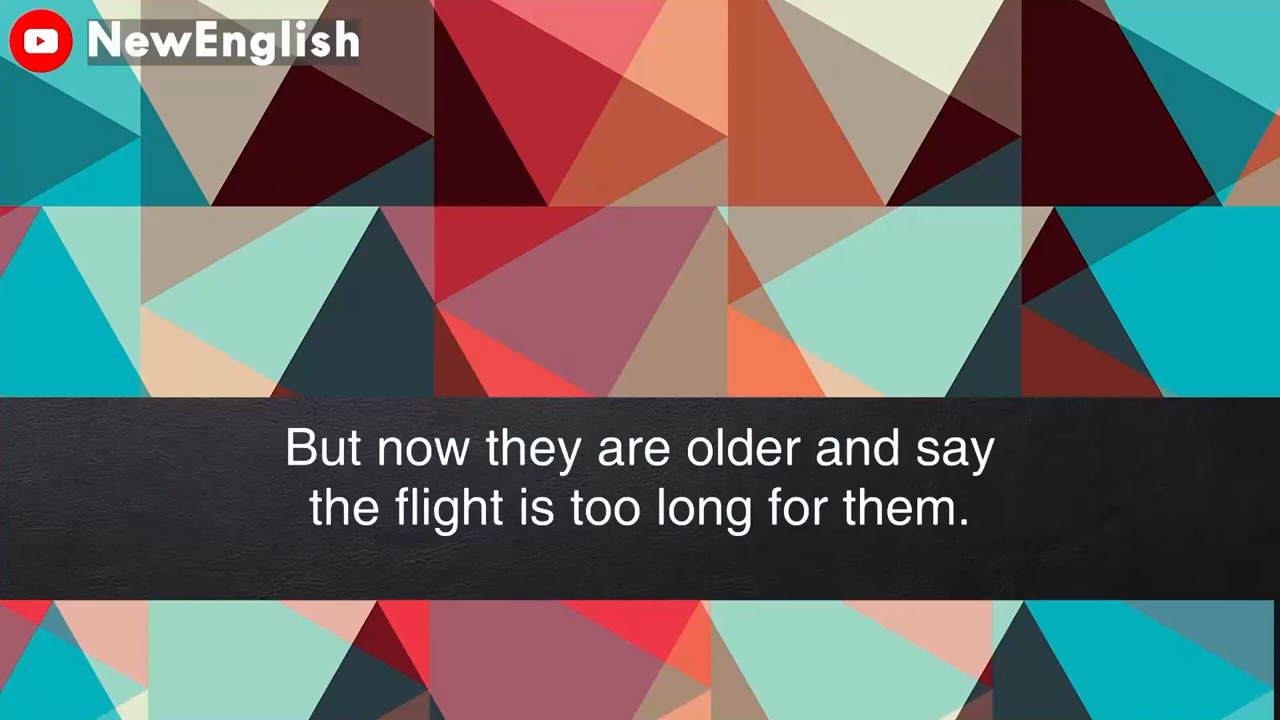 NewEnglish
But now they are older and say
the flight is too long for them.